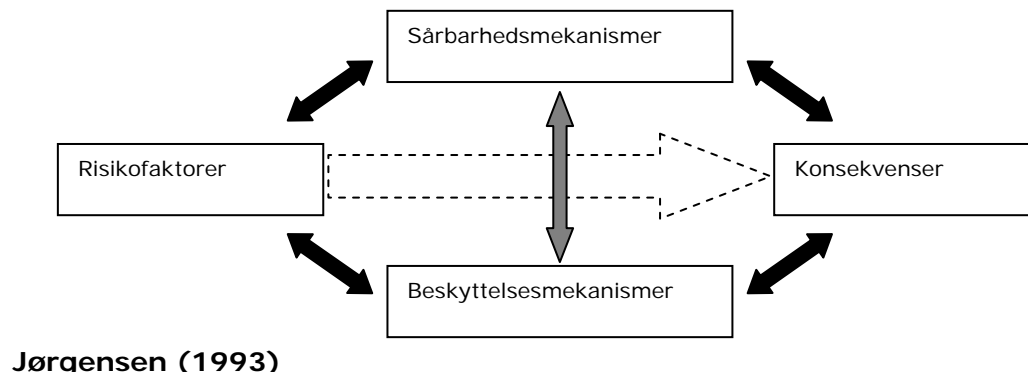 Sårbarhedsmekanismer
Risikofaktorer
Konsekvenser
Beskyttelsesmekanismer
Jørgensen (1993)